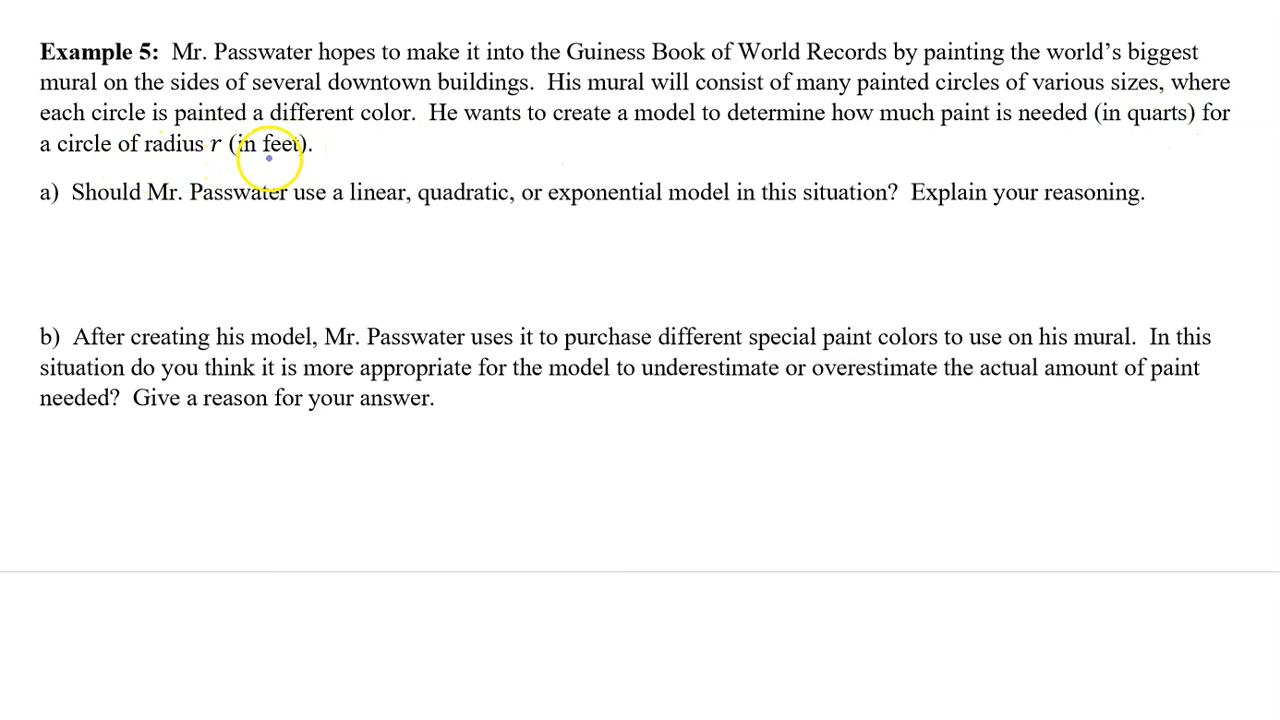 Example 5: Mr. Passwater hopes to make it into the Guiness Book of World Records by painting the world’s biggest
mural on the sides of several downtown buildings. His mural will consist of many painted circles of various sizes, where
each circle is painted a different color. He wants to create a model to determine how much paint is needed (in quarts) for
a circle of radius r (in feet).
a) Should Mr. Passwater use a linear, quadratic, or exponential model in this situation? Explain your reasoning.
b) After creating his model, Mr. Passwater uses it to purchase different special paint colors to use on his mural. In this
situation do you think it is more appropriate for the model to underestimate or overestimate the actual amount of paint
needed? Give a reason for your answer.